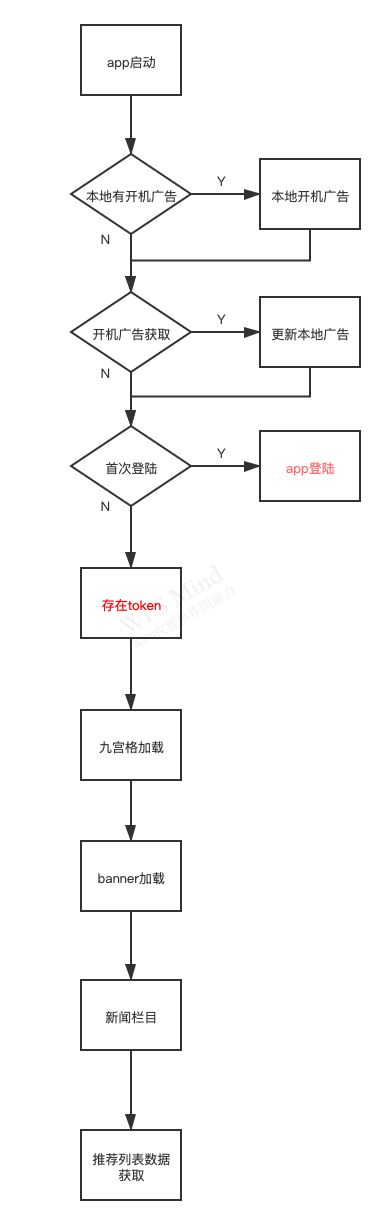 app启动
本地有开机广告
Y
本地开机广告
N
开机广告获取
Y
更新本地广告
N
首次登陆
Y
app登陆
N
存在token
WPS Mind
九宫格加载
banner加载
新闻栏目
推荐列表数据
获取